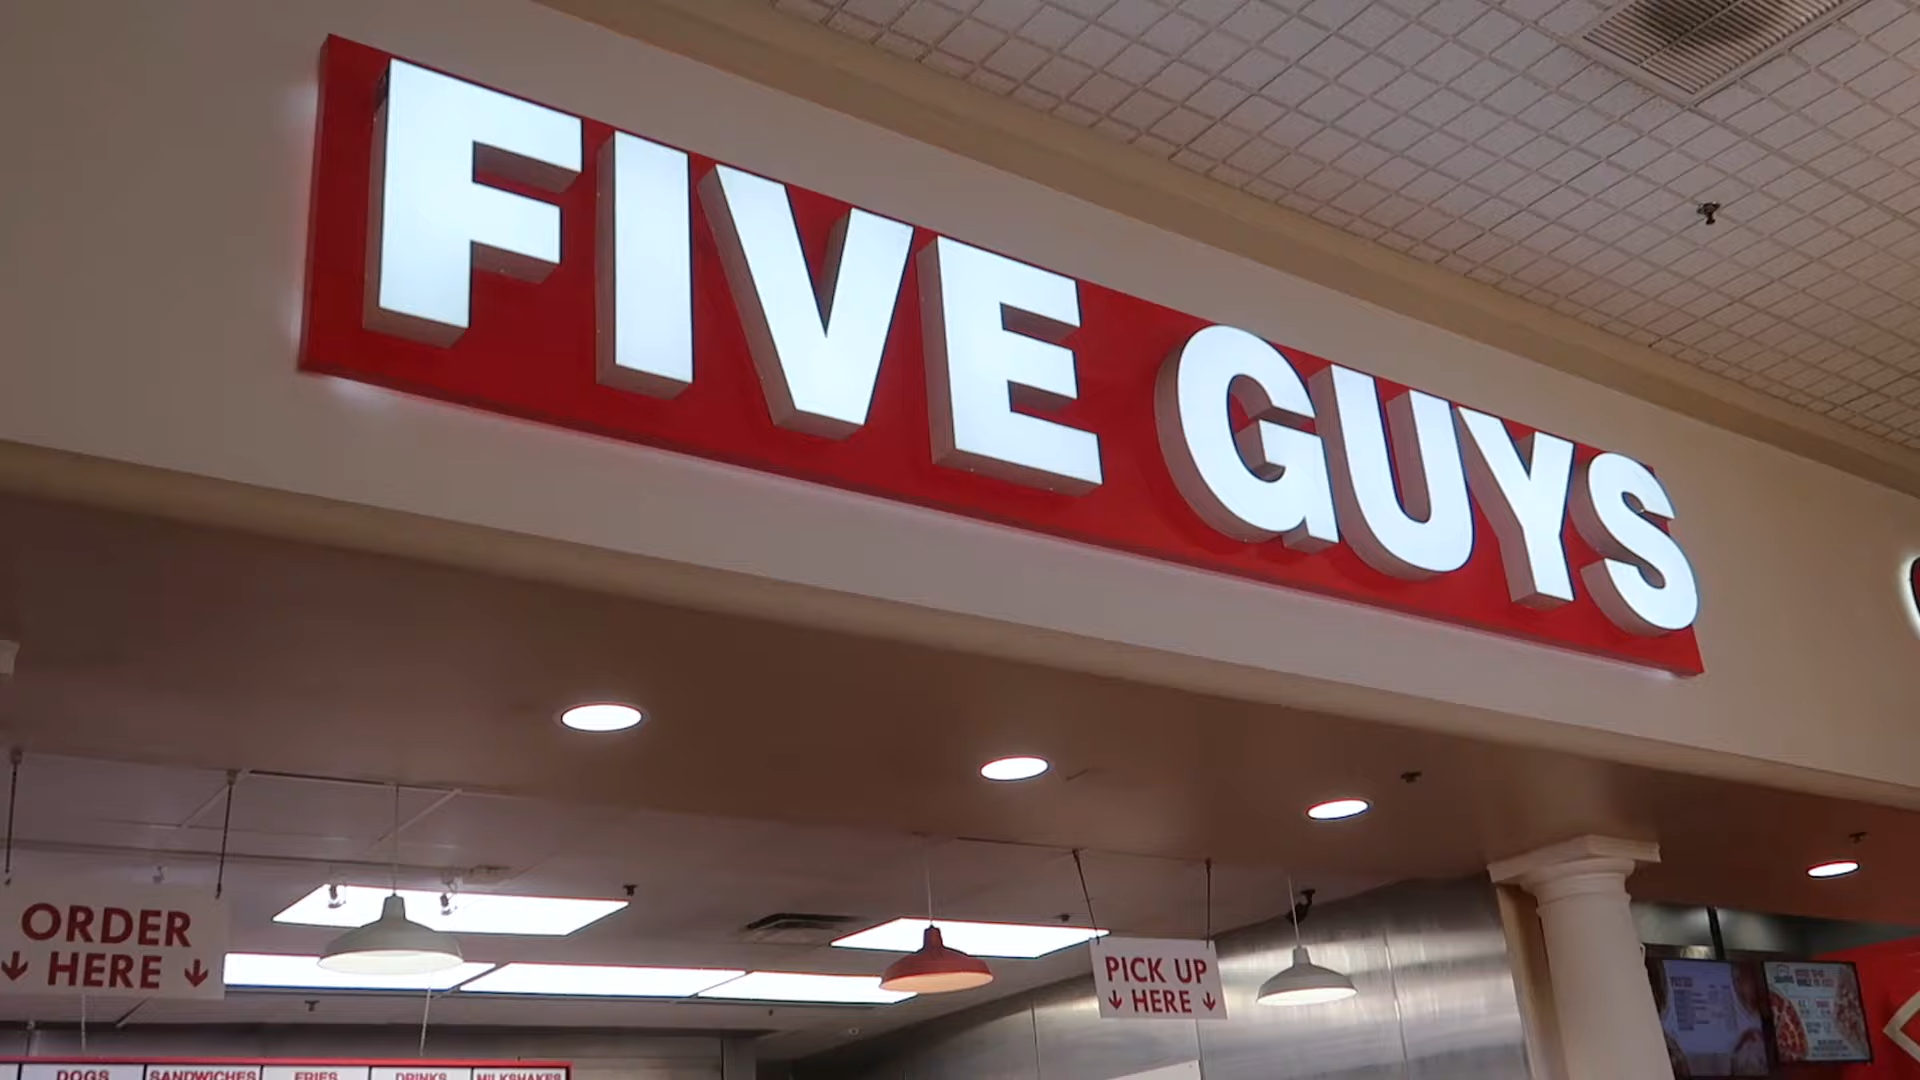 FIVE GUYS
ORDER
↓ HERE ↓
PICK UP
↓ HERE ↓
DOGS SANDWICHES FRIES DRINKS MILKSHAKES